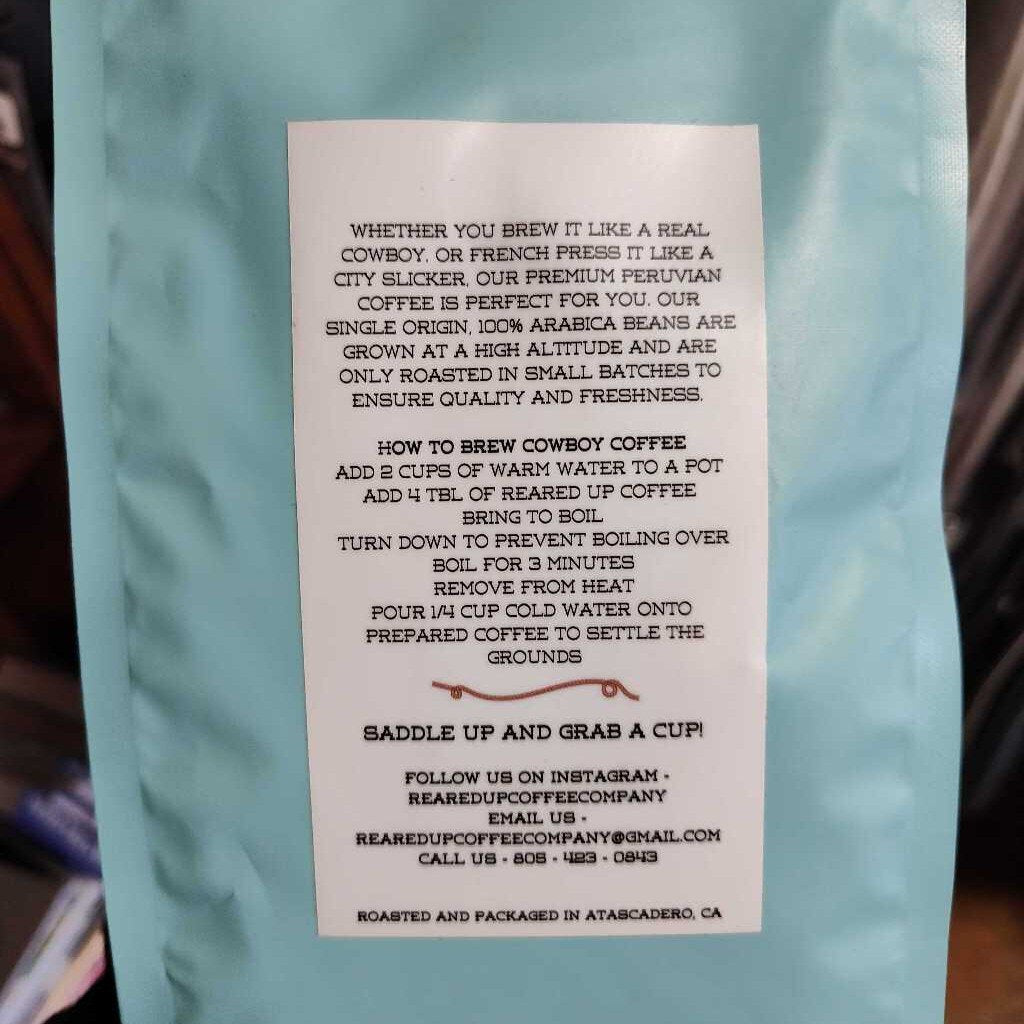 WHETHER YOU BREW IT LIKE A REAL
COWBOY, OR FRENCH PRESS IT LIKE A
CITY SLICKER, OUR PREMIUM PERUVIAN
COFFEE IS PERFECT FOR YOU. OUR
SINGLE ORIGIN, 100% ARABICA BEANS ARE
GROWN AT A HIGH ALTITUDE AND ARE
ONLY ROASTED IN SMALL BATCHES TO
ENSURE QUALITY AND FRESHNESS.
HOW TO BREW COWBOY COFFEE
ADD 2 CUPS OF WARM WATER TO A POT
ADD 4 TBL OF REARED UP COFFEE
BRING TO BOIL
TURN DOWN TO PREVENT BOILING OVER
BOIL FOR 3 MINUTES
REMOVE FROM HEAT
POUR 1/4 CUP COLD WATER ONTO
PREPARED COFFEE TO SETTLE THE
GROUNDS
SADDLE UP AND GRAB A CUP!
FOLLOW US ON INSTAGRAM -
REAREDUPCOFFEECOMPANY
EMAIL US -
REAREDUPCOFFEECOMPANY@GMAIL.COM
CALL US - 805 - 423 - 0843
ROASTED AND PACKAGED IN ATASCADERO, CA